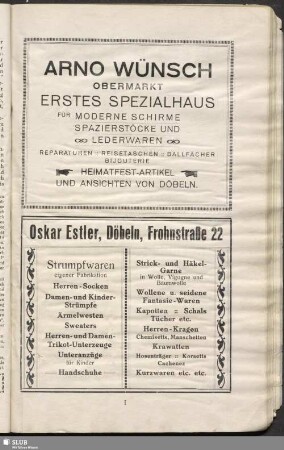 ARNO WÜNSCH
OBERMARKT
ERSTES SPEZIALHAUS
FÜR MODERNE SCHIRME
SPAZIERSTÖCKE UND
LEDERWAREN
REPARATUREN :: REISETASCHEN :: BALLFÄCHER
BIJOUTERIE
HEIMATFEST-ARTIKEL
UND ANSICHTEN VON DÖBELN.
Oskar Estler, Döbeln, Frohnstraße 22
Strumpfwaren
eigener Fabrikation
Herren-Socken
Damen- und Kinder-
Strümpfe
Armelwesten
Sweaters
Herren- und Damen-
Trikot-Unterzeuge
Unteranzüge
für Kinder
Handschuhe
Strick- und Häkel-
Garne
in Wolle, Vigogne und
Baumwolle
Wollene u. seidene
Fantasie-Waren
Kapotten :: Schals
Tücher etc.
Herren-Kragen
Chemisetts, Manschetten
Krawatten
Hosenträger :: Korsetts
Cachenez
Kurzwaren etc. etc.
I
SLUB